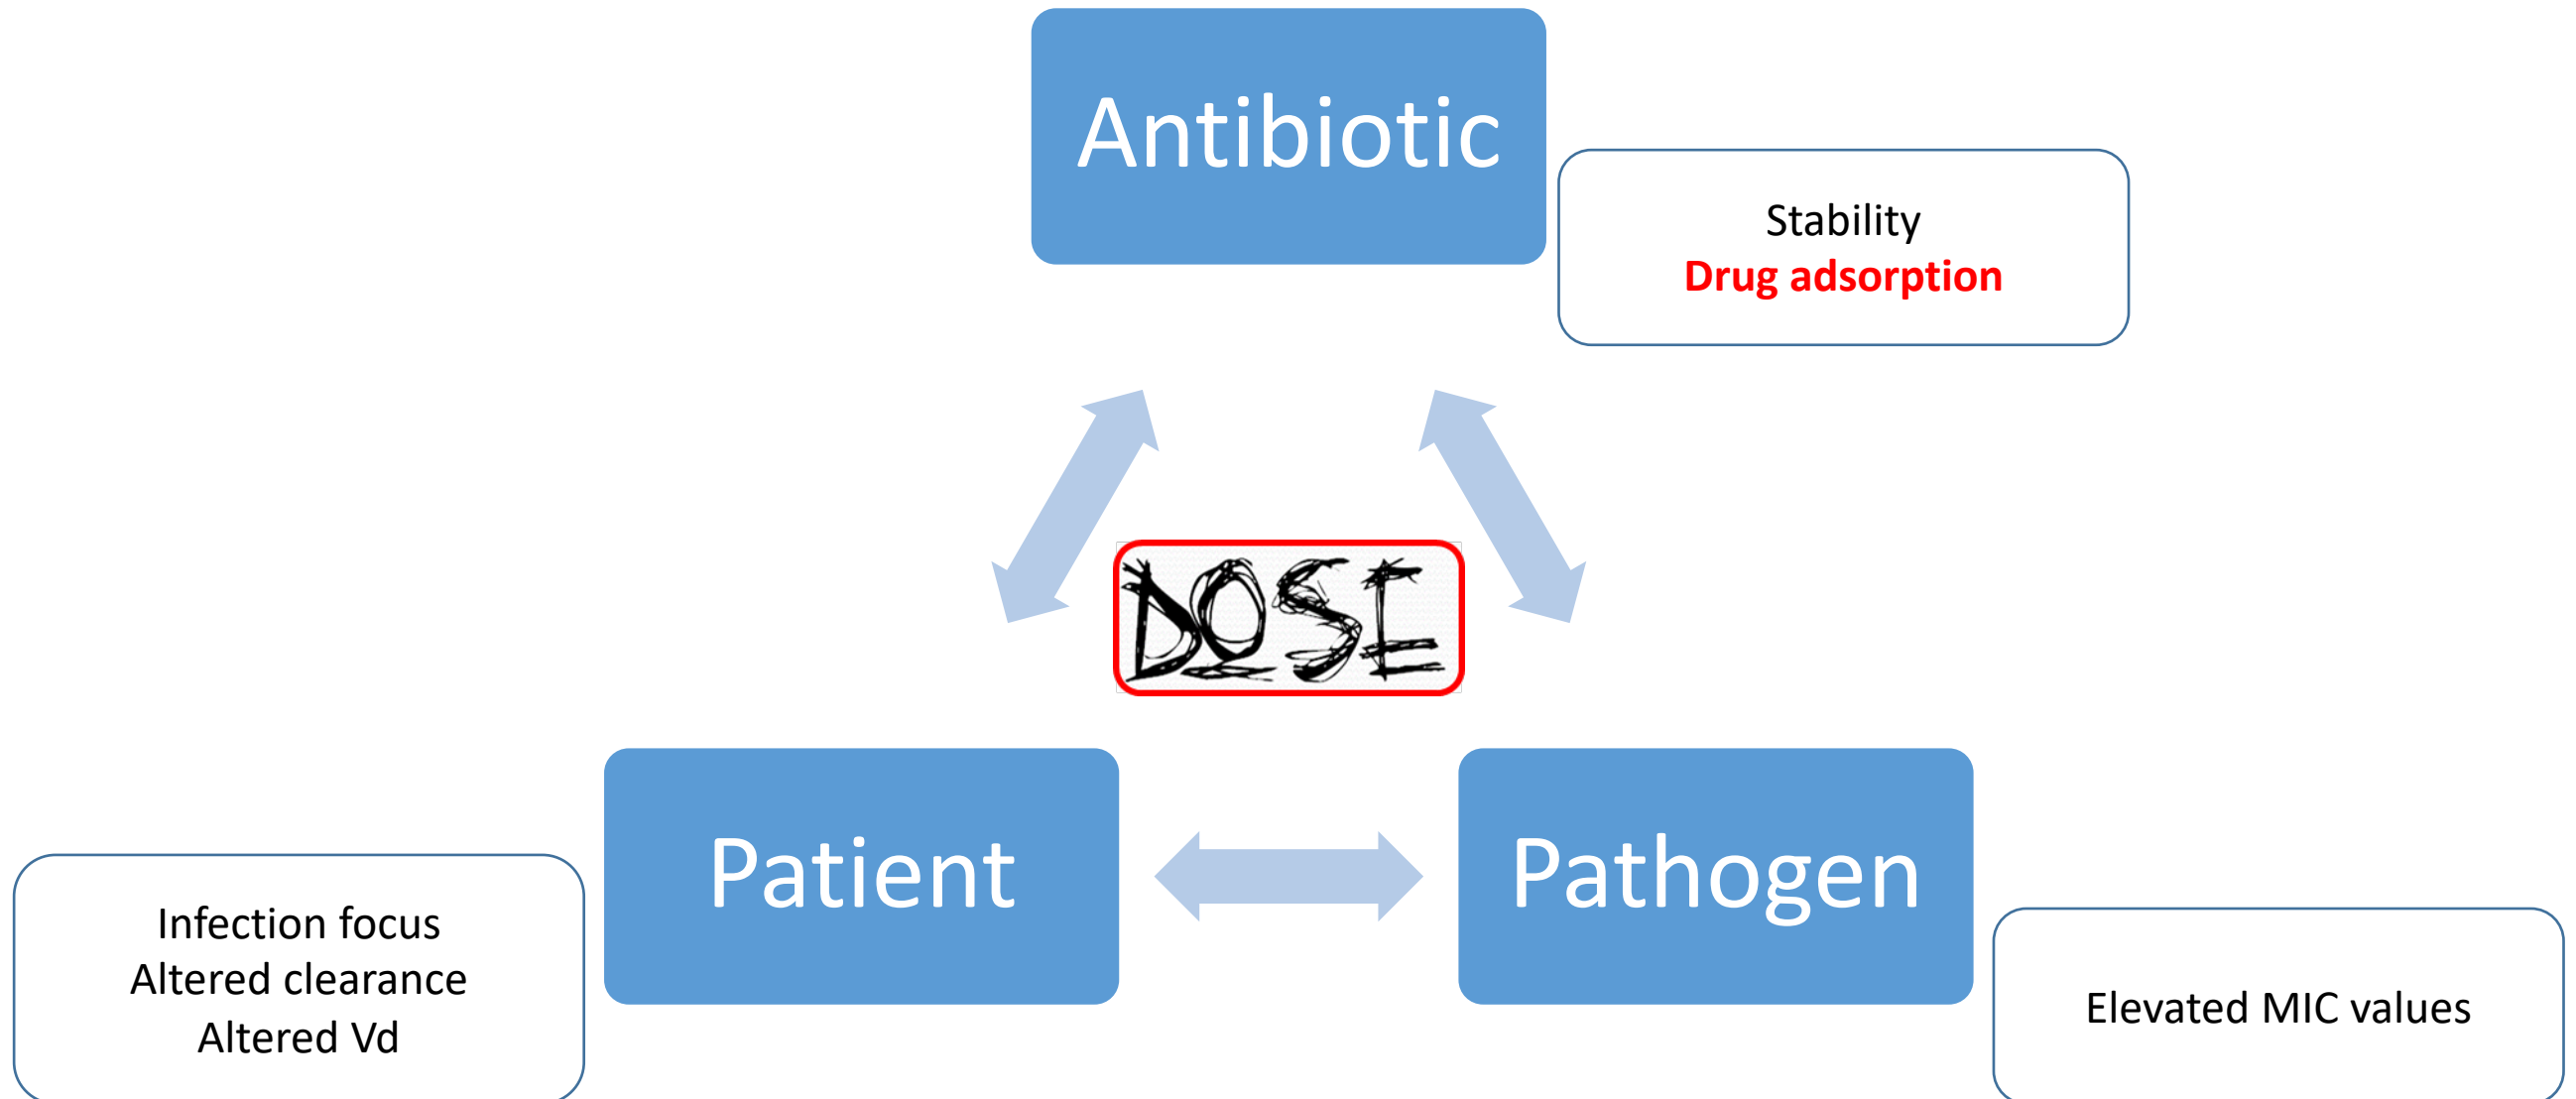 Antibiotic
Stability
Drug adsorption
DOSE
Patient
Pathogen
Infection focus
Altered clearance
Altered Vd
Elevated MIC values